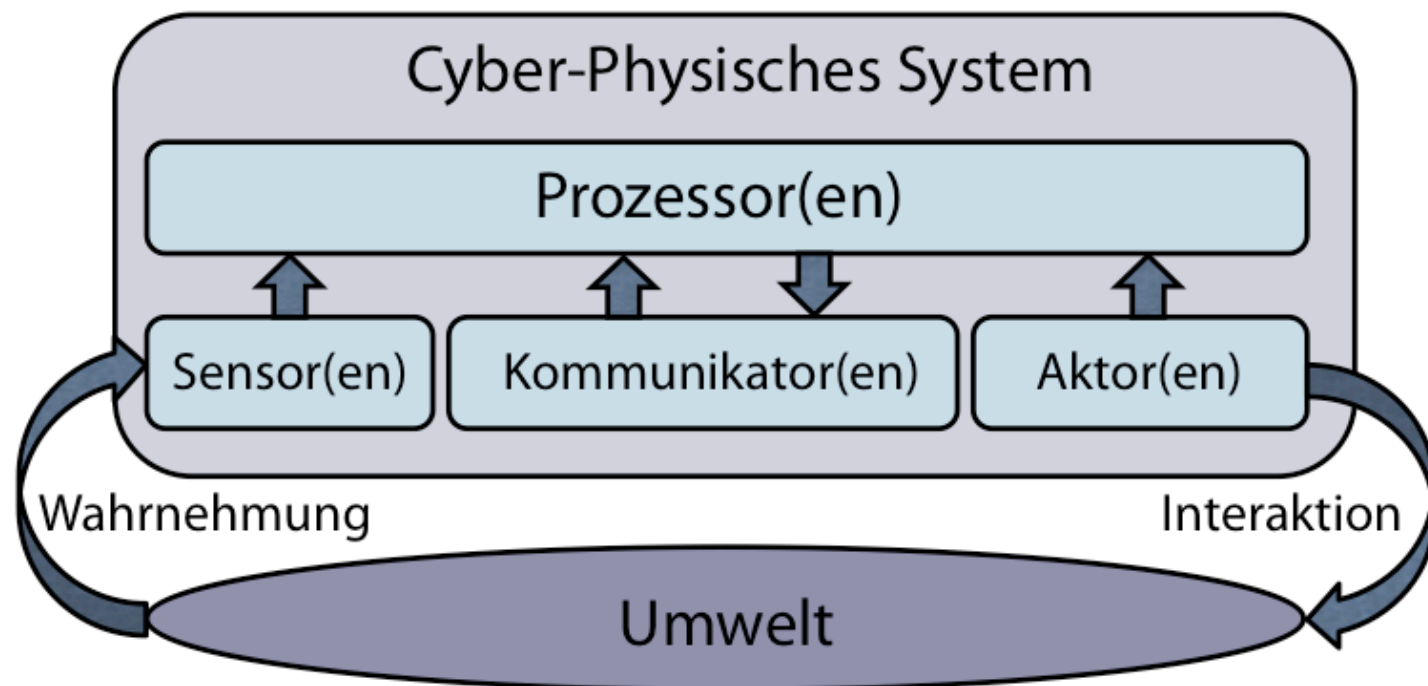 Cyber-Physisches System
Prozessor(en)
Sensor(en)
Kommunikator(en)
Aktor(en)
Wahrnehmung
Interaktion
Umwelt